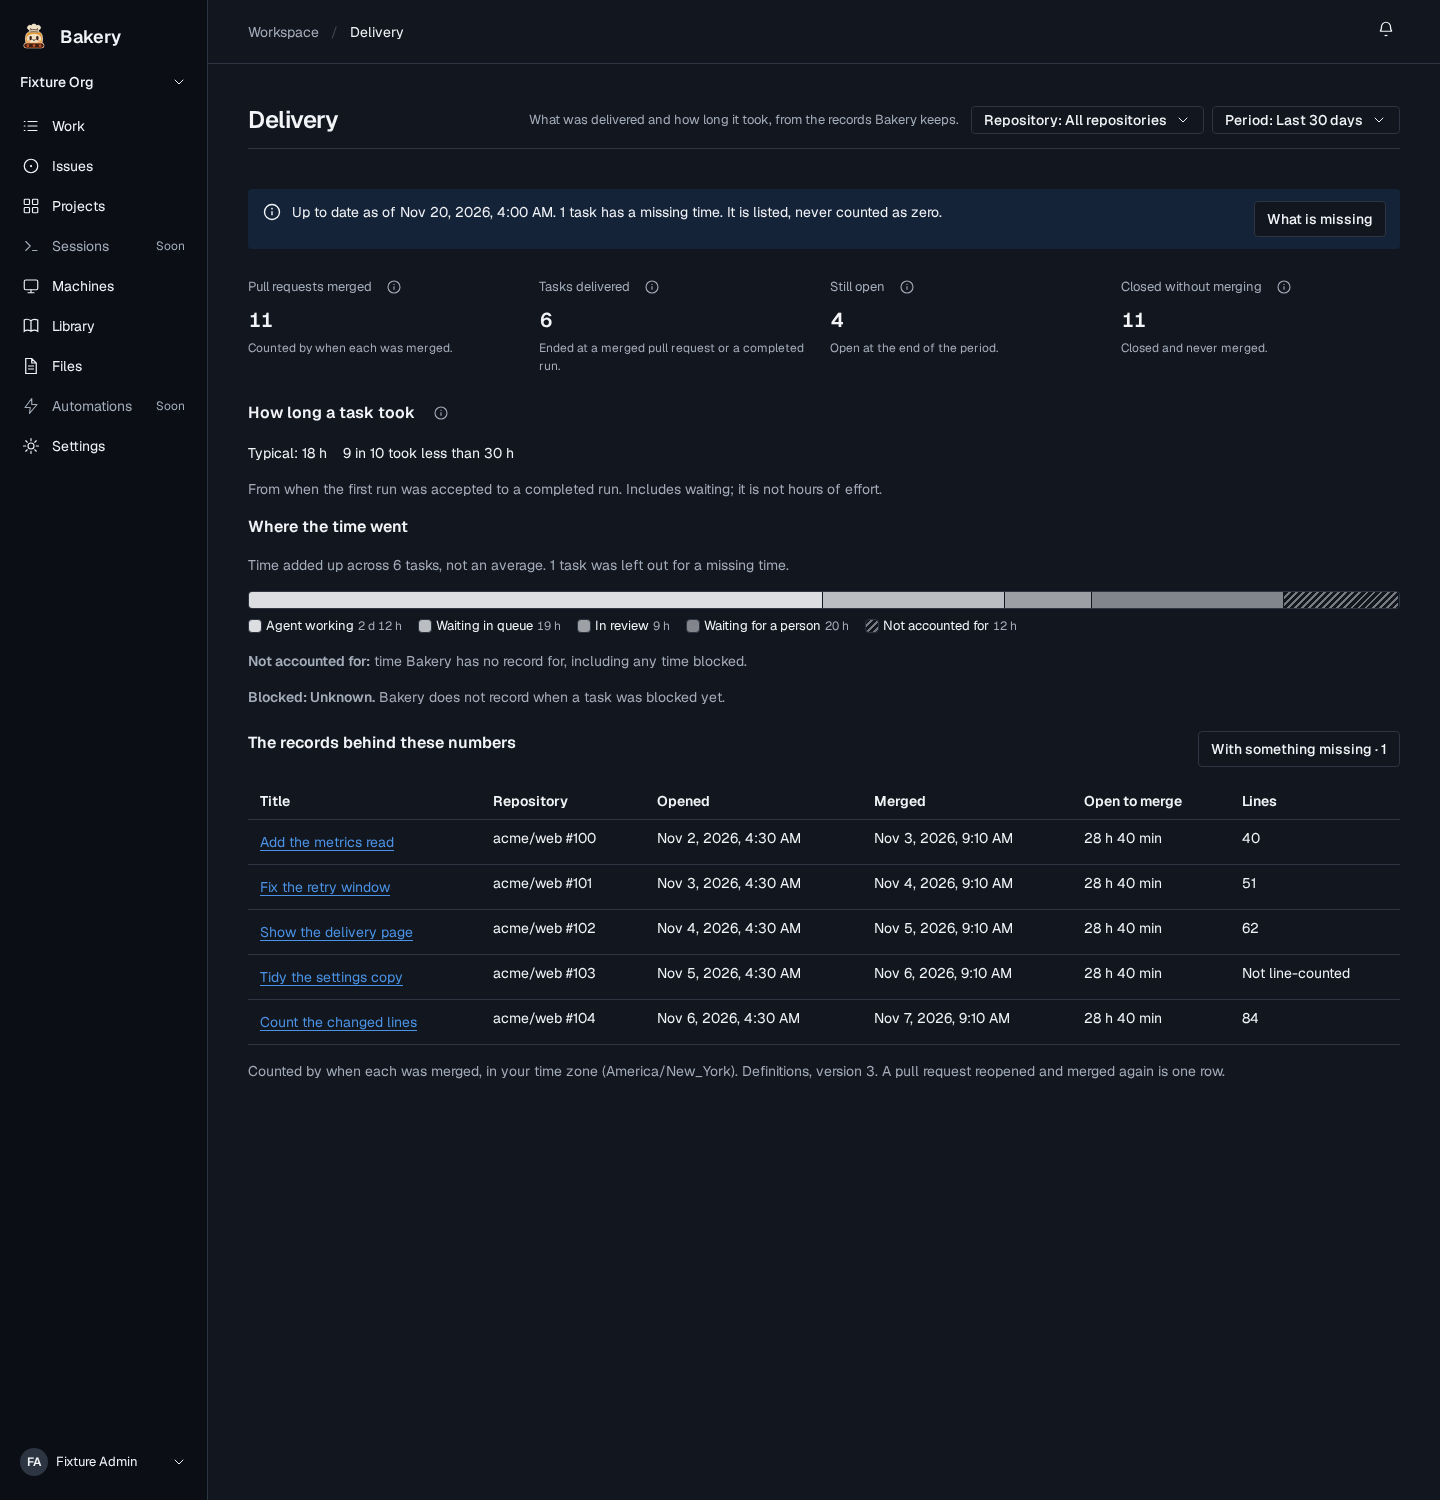 Bakery
Fixture Org
Work
Issues
Projects
Sessions Soon
Machines
Library
Files
Automations Soon
Settings
FA Fixture Admin
Workspace / Delivery
Delivery
What was delivered and how long it took, from the records Bakery keeps.
Repository: All repositories
Period: Last 30 days
Up to date as of Nov 20, 2026, 4:00 AM. 1 task has a missing time. It is listed, never counted as zero.
What is missing
Pull requests merged
11
Counted by when each was merged.
Tasks delivered
6
Ended at a merged pull request or a completed
run.
Still open
4
Open at the end of the period.
Closed without merging
11
Closed and never merged.
How long a task took
Typical: 18 h 9 in 10 took less than 30 h
From when the first run was accepted to a completed run. Includes waiting; it is not hours of effort.
Where the time went
Time added up across 6 tasks, not an average. 1 task was left out for a missing time.
Agent working 2 d 12 h Waiting in queue 19 h In review 9 h Waiting for a person 20 h Not accounted for 12 h
Not accounted for: time Bakery has no record for, including any time blocked.
Blocked: Unknown. Bakery does not record when a task was blocked yet.
The records behind these numbers
With something missing · 1
Title Repository Opened Merged Open to merge Lines
Add the metrics read acme/web #100 Nov 2, 2026, 4:30 AM Nov 3, 2026, 9:10 AM 28 h 40 min 40
Fix the retry window acme/web #101 Nov 3, 2026, 4:30 AM Nov 4, 2026, 9:10 AM 28 h 40 min 51
Show the delivery page acme/web #102 Nov 4, 2026, 4:30 AM Nov 5, 2026, 9:10 AM 28 h 40 min 62
Tidy the settings copy acme/web #103 Nov 5, 2026, 4:30 AM Nov 6, 2026, 9:10 AM 28 h 40 min Not line-counted
Count the changed lines acme/web #104 Nov 6, 2026, 4:30 AM Nov 7, 2026, 9:10 AM 28 h 40 min 84
Counted by when each was merged, in your time zone (America/New_York). Definitions, version 3. A pull request reopened and merged again is one row.